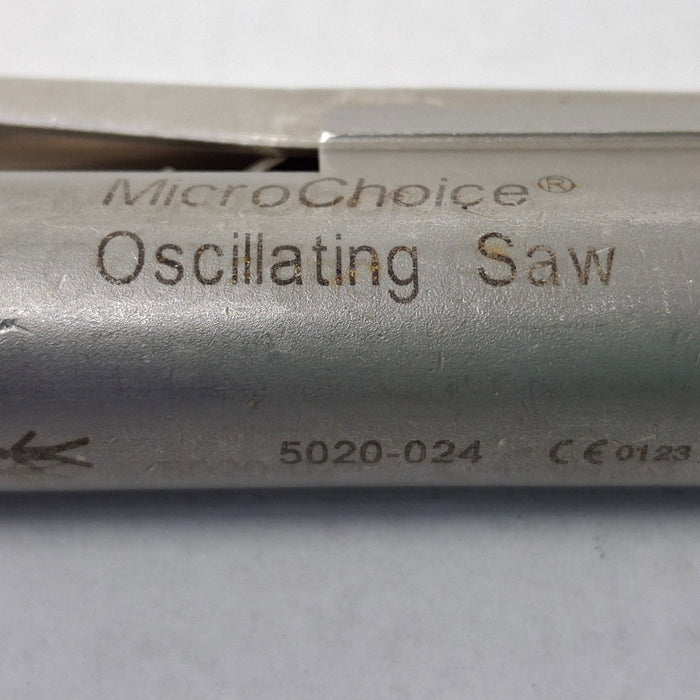 MicroChoice®
Oscillating Saw
5020-024 CE 0123